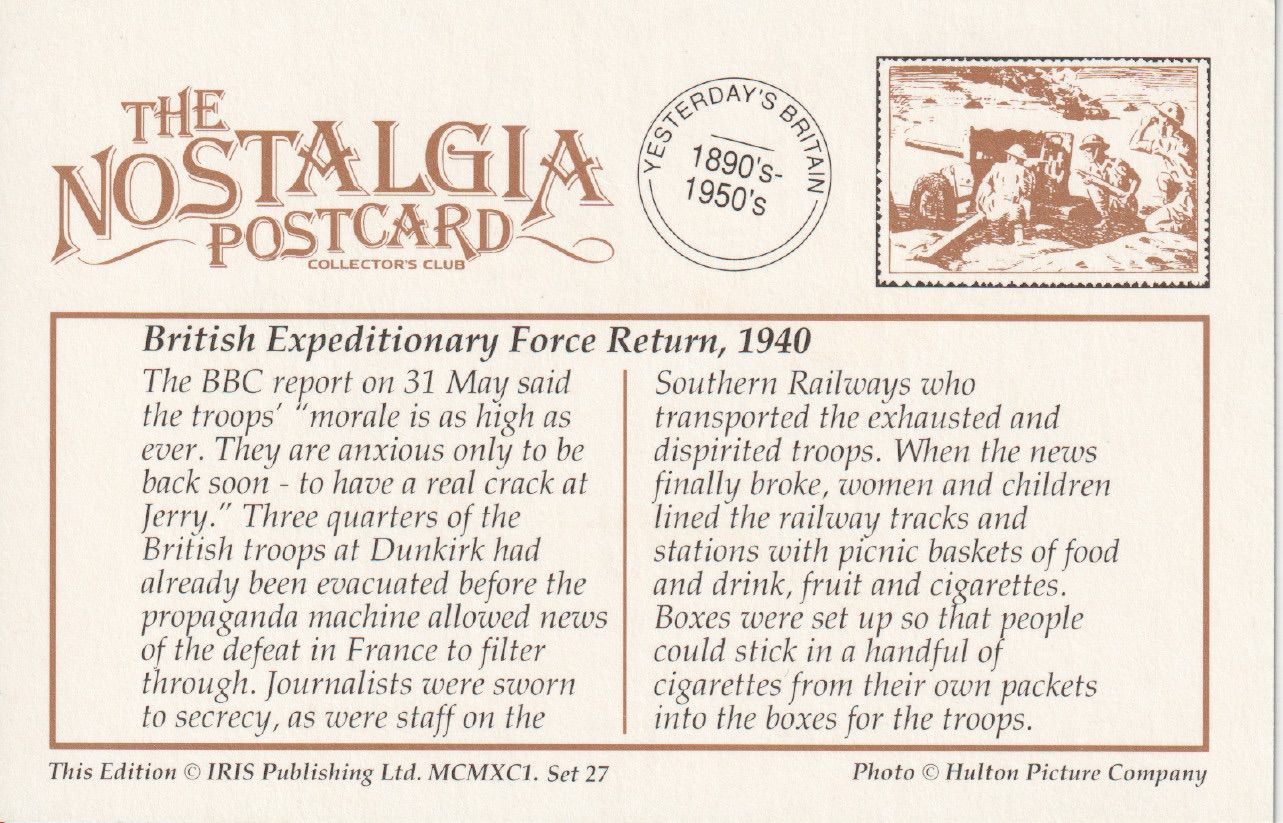 THE
NOSTALGIA
POSTCARD
COLLECTOR'S CLUB
YESTERDAY'S BRITAIN
1890's-
1950's
British Expeditionary Force Return, 1940
The BBC report on 31 May said
the troops' "morale is as high as
ever. They are anxious only to be
back soon - to have a real crack at
Jerry." Three quarters of the
British troops at Dunkirk had
already been evacuated before the
propaganda machine allowed news
of the defeat in France to filter
through. Journalists were sworn
to secrecy, as were staff on the
Southern Railways who
transported the exhausted and
dispirited troops. When the news
finally broke, women and children
lined the railway tracks and
stations with picnic baskets of food
and drink, fruit and cigarettes.
Boxes were set up so that people
could stick in a handful of
cigarettes from their own packets
into the boxes for the troops.
This Edition © IRIS Publishing Ltd. MCMXC1. Set 27
Photo © Hulton Picture Company